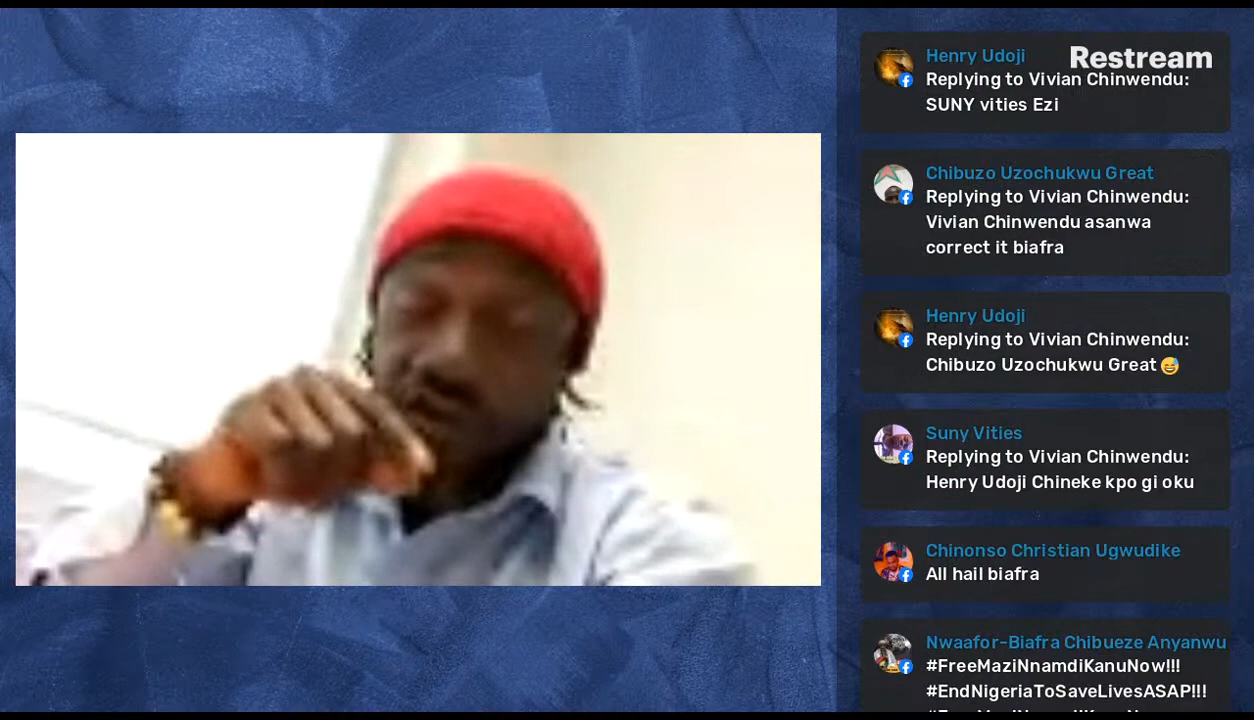 Restream
Henry Udoji
Replying to Vivian Chinwendu:
SUNY vities Ezi
Chibuzo Uzochukwu Great
Replying to Vivian Chinwendu:
Vivian Chinwendu asanwa
correct it biafra
Henry Udoji
Replying to Vivian Chinwendu:
Chibuzo Uzochukwu Great😅
Suny Vities
Replying to Vivian Chinwendu:
Henry Udoji Chineke kpo gi oku
Chinonso Christian Ugwudike
All hail biafra
Nwaafor-Biafra Chibueze Anyanwu
#FreeMaziNnamdiKanuNow!!!
#EndNigeriaToSaveLivesASAP!!!